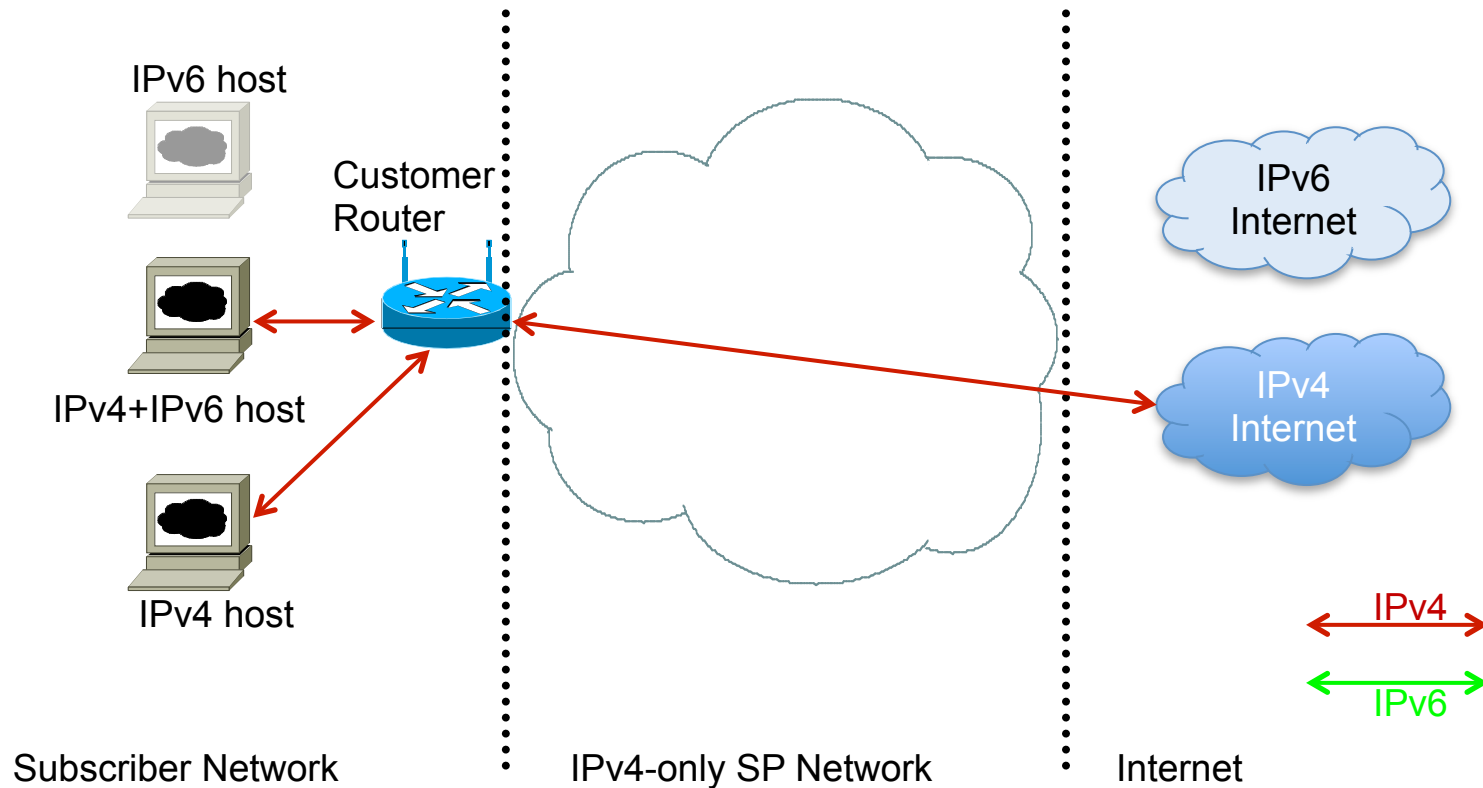 IPv6 host
Customer
Router
IPv6
Internet
IPv4+IPv6 host
IPv4
Internet
IPv4 host
IPv4
IPv6
Subscriber Network
IPv4-only SP Network
Internet